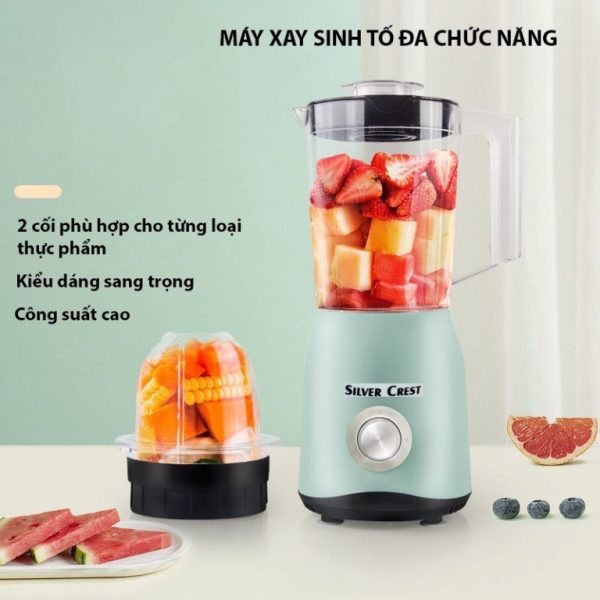 MÁY XAY SINH TỐ ĐA CHỨC NĂNG
2 cối phù hợp cho từng loại
thực phẩm
Kiểu dáng sang trọng
Công suất cao
SILVER CREST